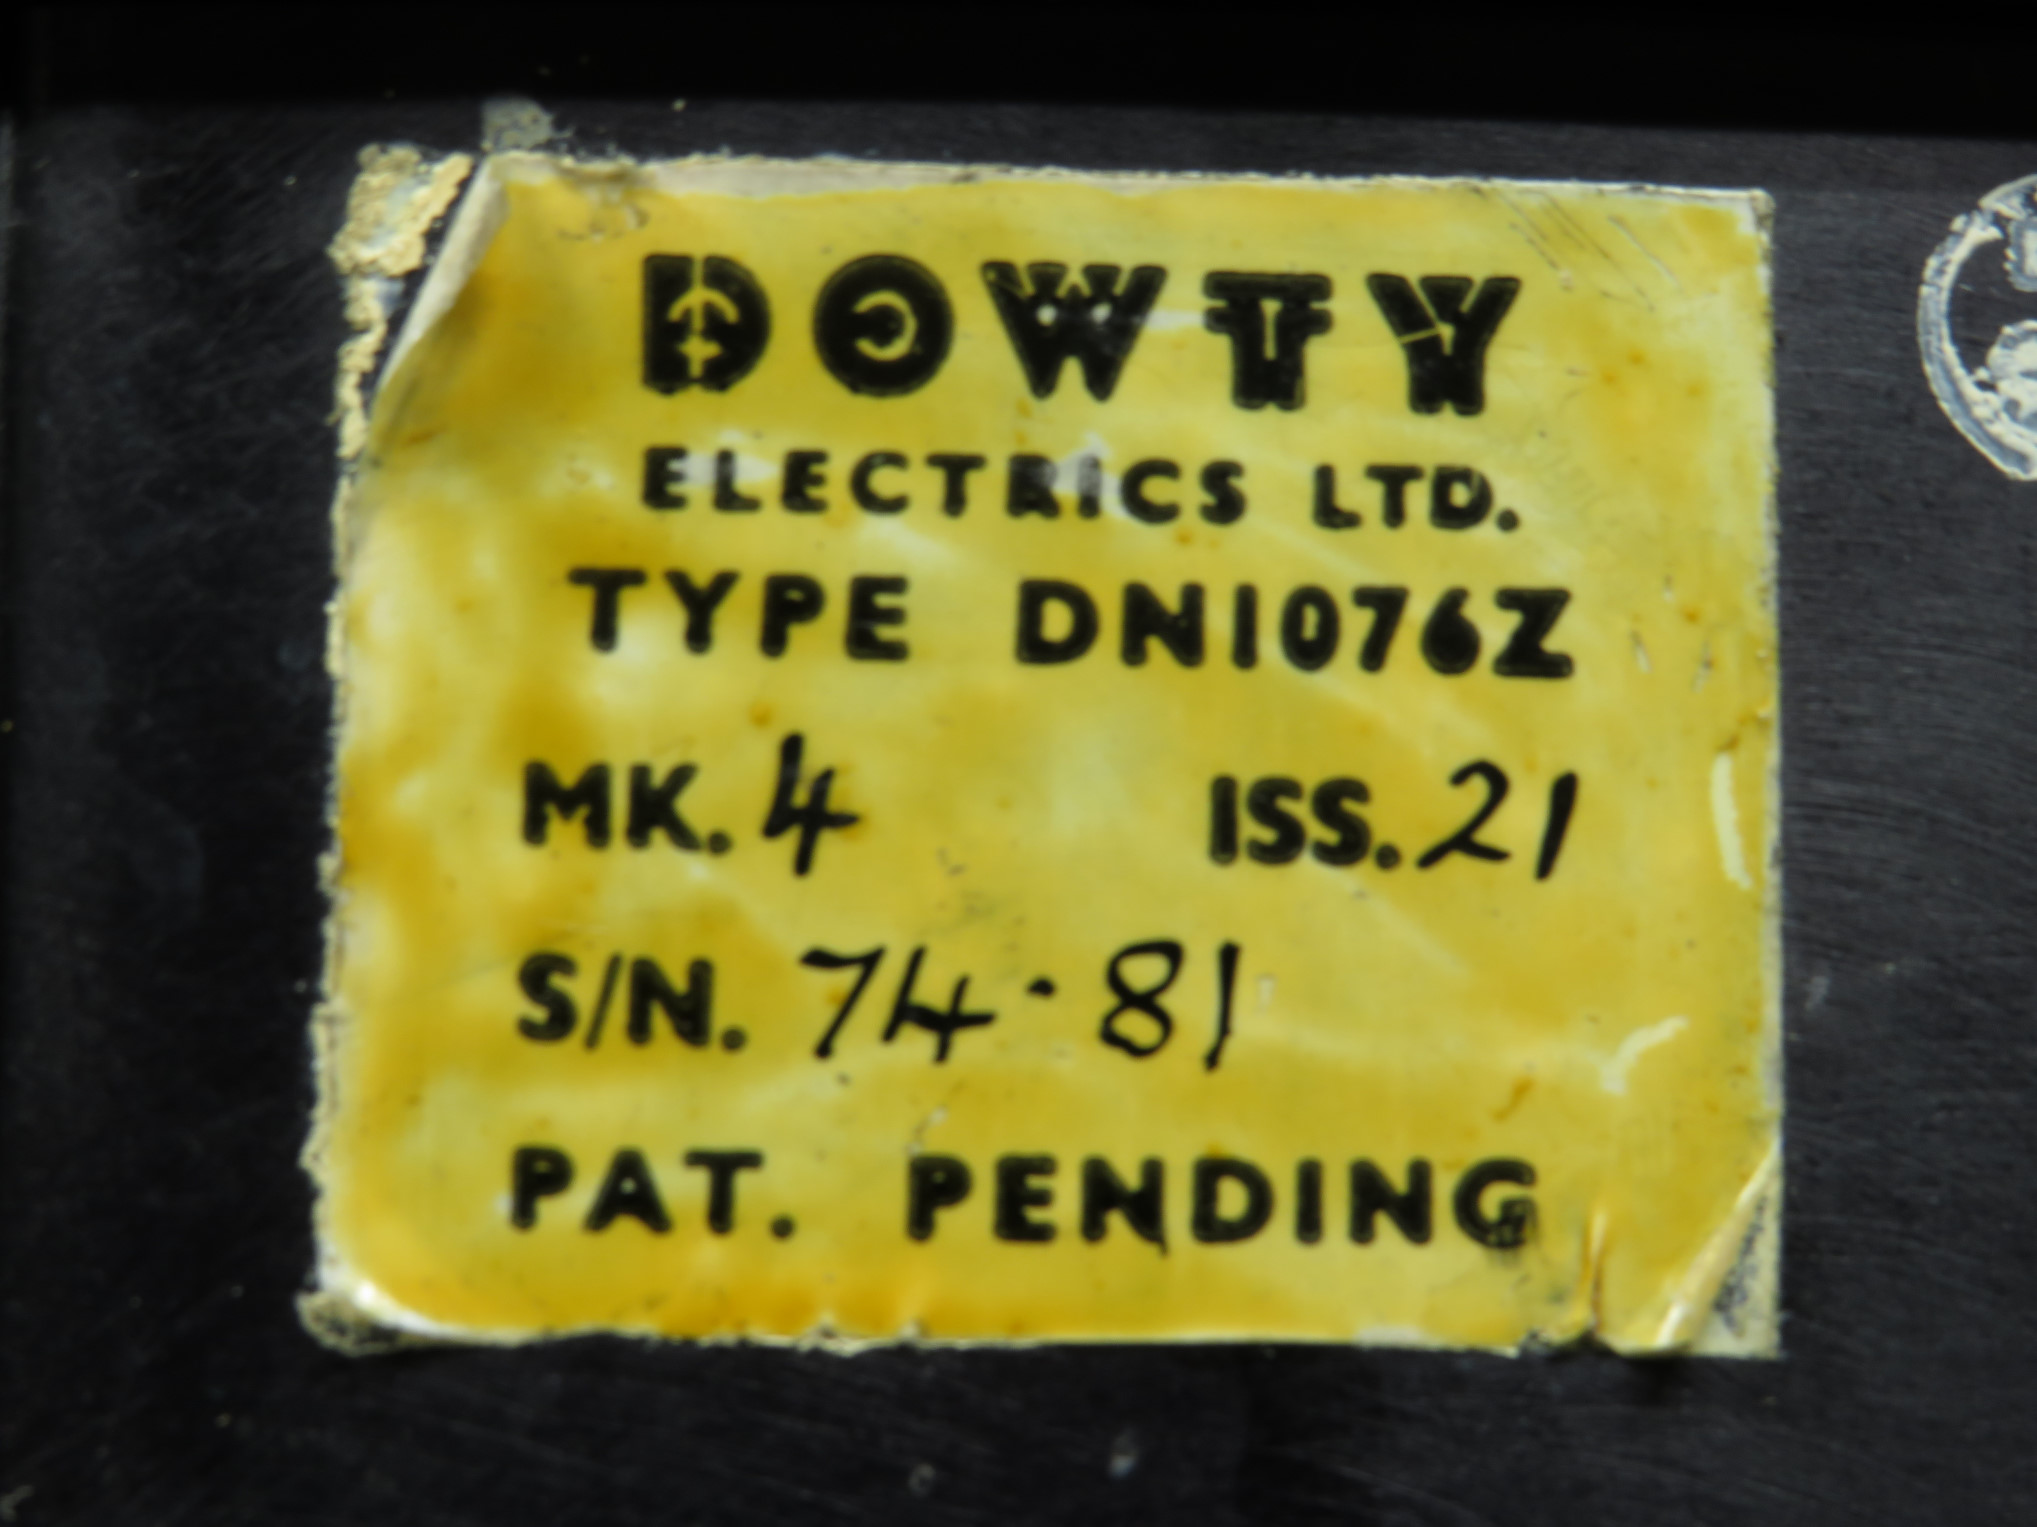 DOWTY
ELECTRICS LTD.
TYPE DN1076Z
MK. 4 ISS. 21
S/N. 74-81
PAT. PENDING